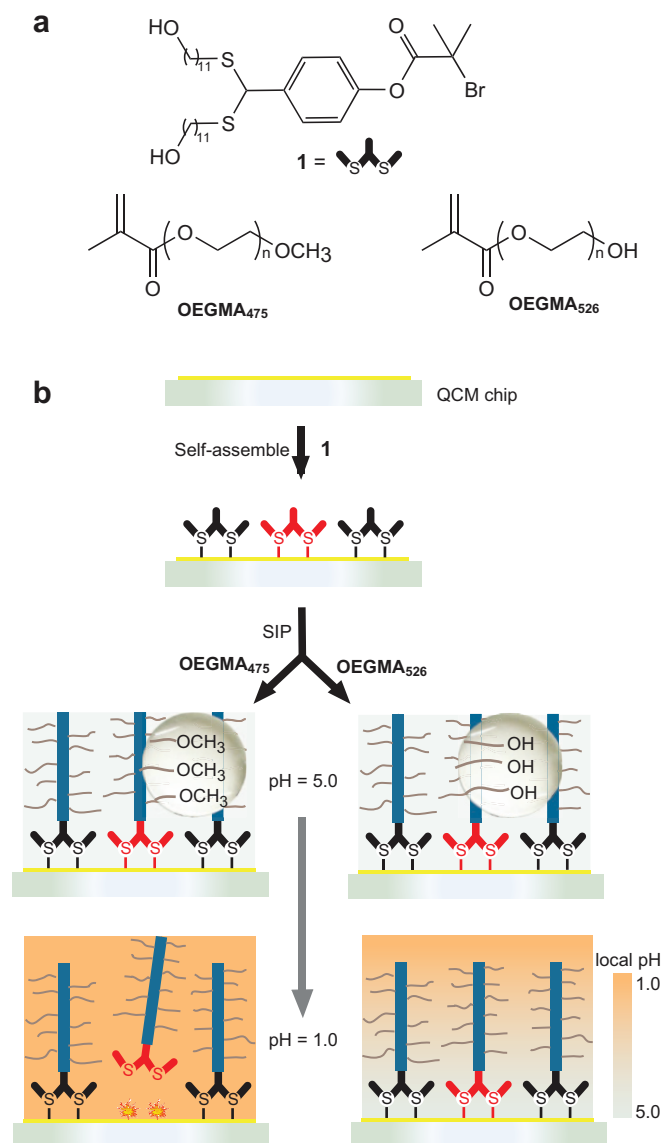 a
HO
11
S
S
11
HO
O
O
Br
1 =
S S
O
n
OCH3
O
OEGMA475
O
n
OH
O
OEGMA526
b
QCM chip
Self-assemble
1
S S S S S S
SIP
OEGMA475
OEGMA526
OCH3
OCH3
OCH3
pH = 5.0
OH
OH
OH
S S S S S S
S S S S S S
local pH
1.0
pH = 1.0
S S
S S S S
S S S S S S
5.0